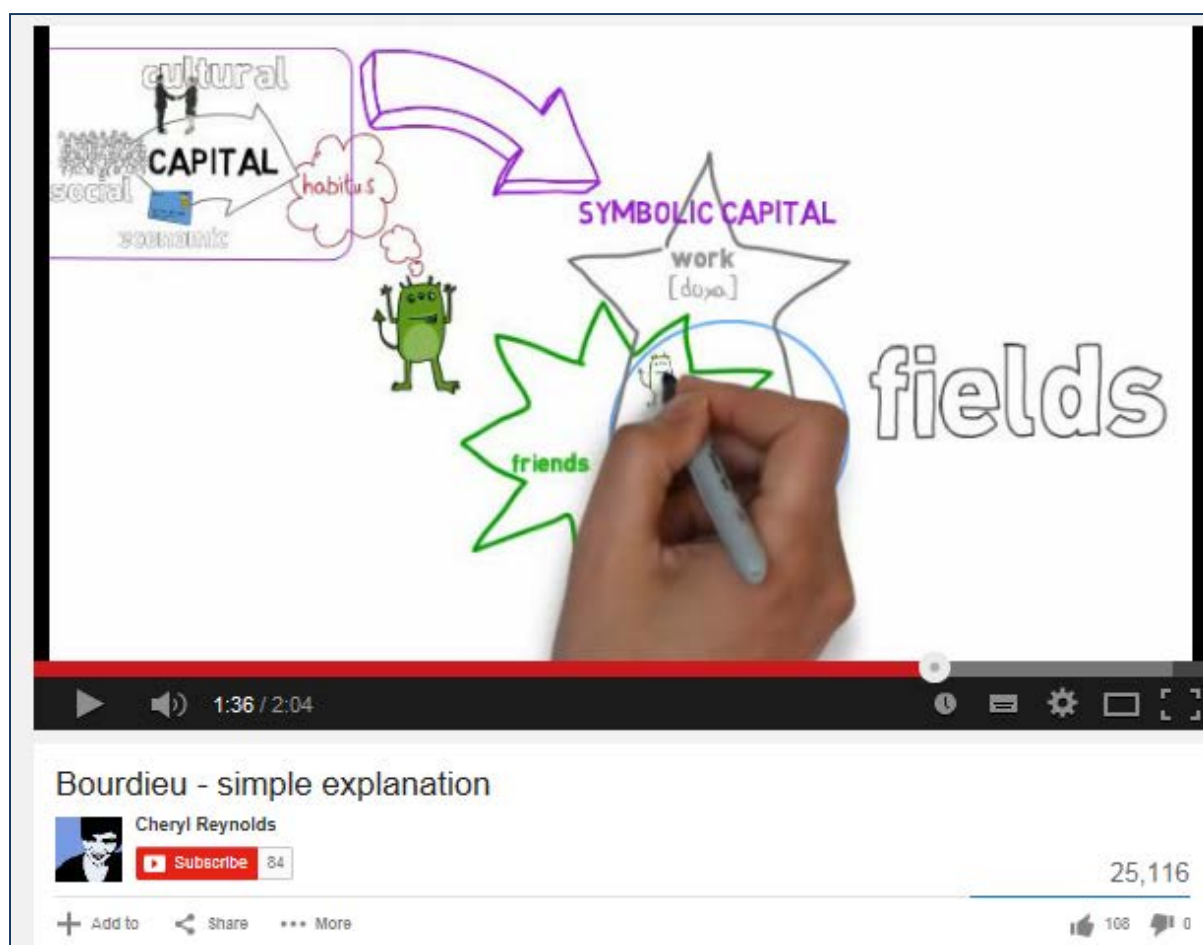 cultural
CAPITAL
social
economic
habitus
SYMBOLIC CAPITAL
work
[doxa]
friends
fields
1:36 / 2:04
Bourdieu - simple explanation
Cheryl Reynolds
Subscribe 84
25,116
Add to Share More
108 0